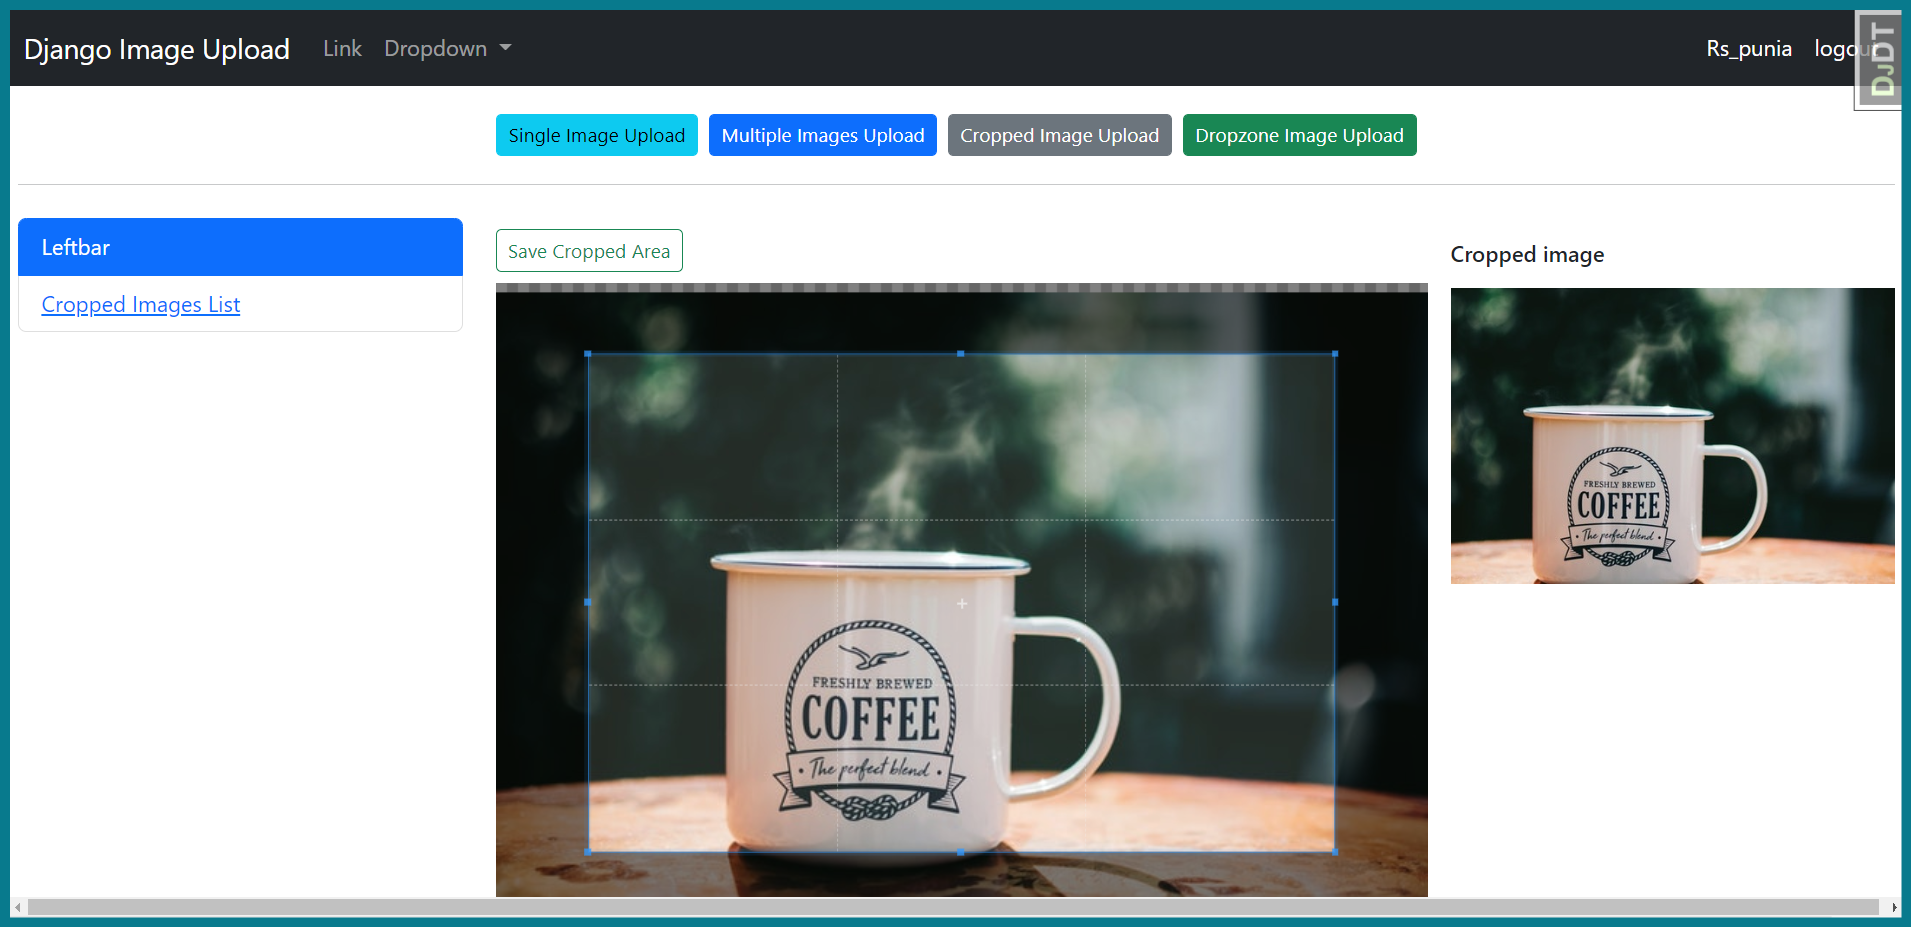 Django Image Upload Link Dropdown Rs_punia logout
DJDT
Single Image Upload Multiple Images Upload Cropped Image Upload Dropzone Image Upload
Leftbar
Cropped Images List
Save Cropped Area
FRESHLY BREWED
COFFEE
• The perfect blend •
Cropped image
FRESHLY BREWED
COFFEE
• The perfect blend •